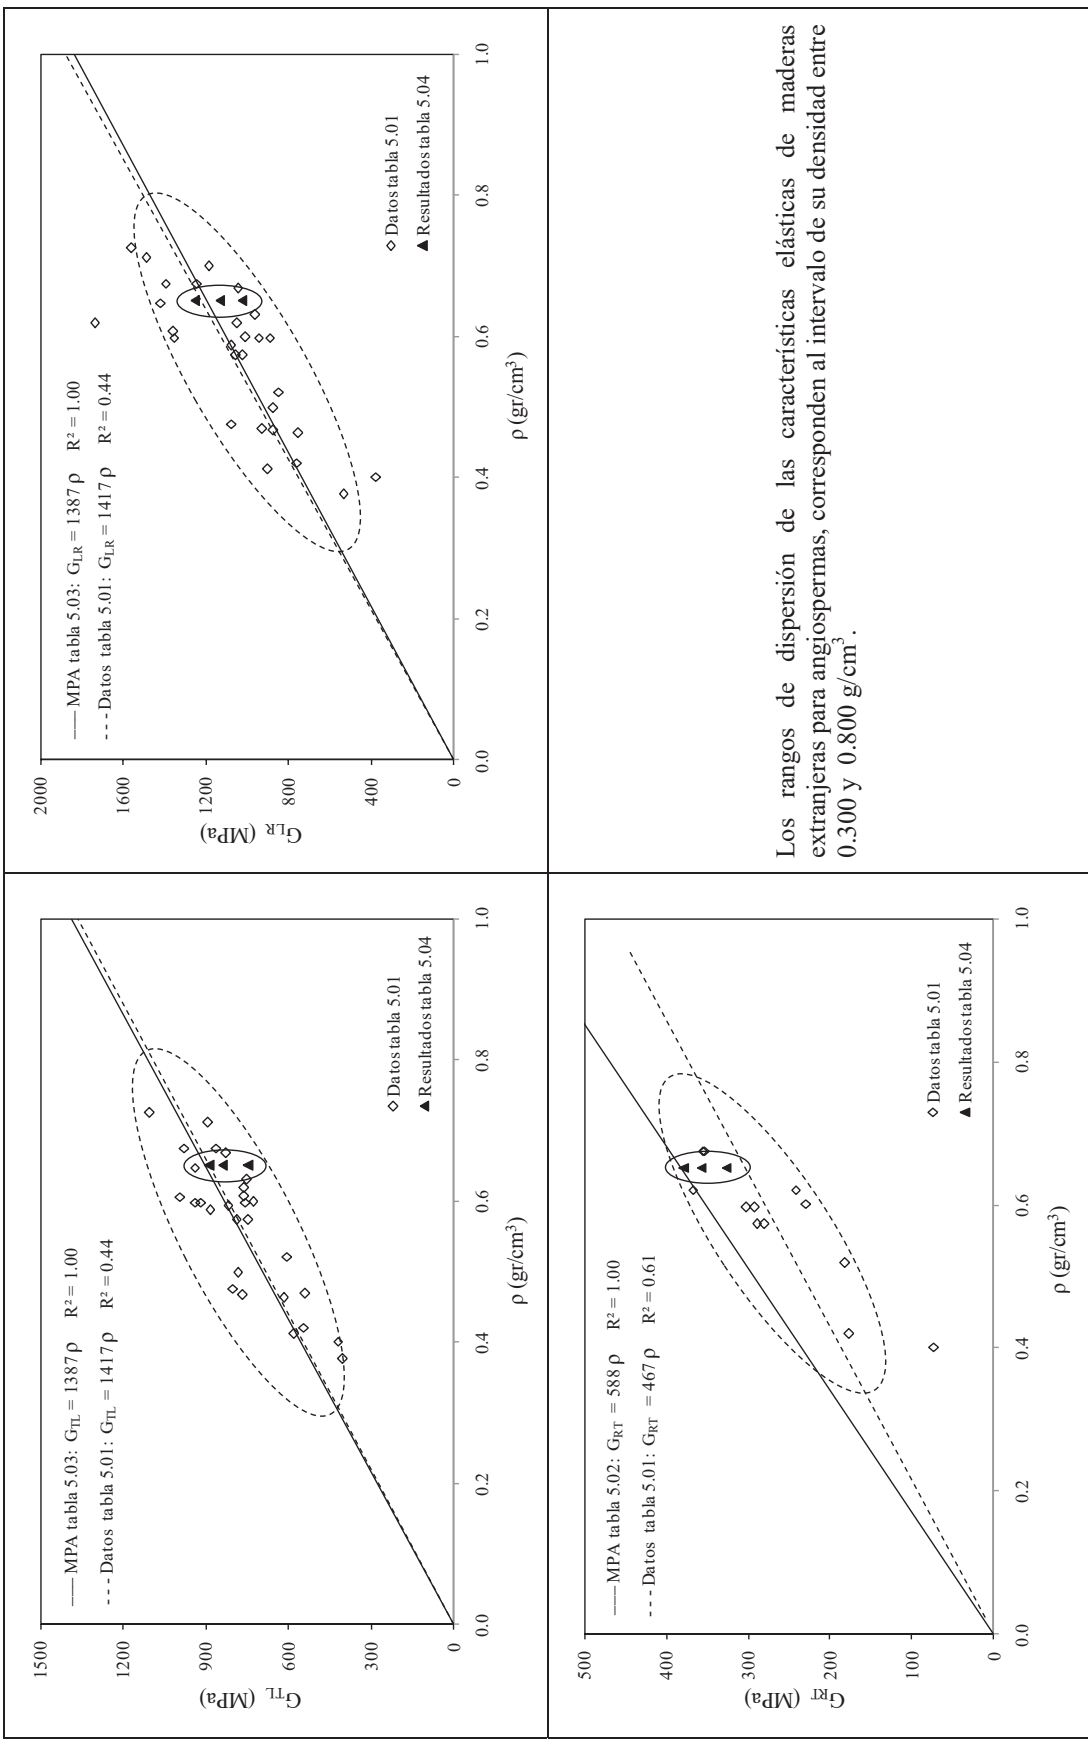 1500
1200
900
600
300
0
G_TL (MPa)
0.0 0.2 0.4 0.6 0.8 1.0
ρ (gr/cm³)
MPA tabla 5.03: G_TL = 1387 ρ R² = 1.00
Datos tabla 5.01: G_TL = 1417 ρ R² = 0.44
Datos tabla 5.01
Resultados tabla 5.04
2000
1600
1200
800
400
0
G_LR (MPa)
0.0 0.2 0.4 0.6 0.8 1.0
ρ (gr/cm³)
MPA tabla 5.03: G_LR = 1387 ρ R² = 1.00
Datos tabla 5.01: G_LR = 1417 ρ R² = 0.44
Datos tabla 5.01
Resultados tabla 5.04
500
400
300
200
100
0
G_RT (MPa)
0.0 0.2 0.4 0.6 0.8 1.0
ρ (gr/cm³)
MPA tabla 5.02: G_RT = 588 ρ R² = 1.00
Datos tabla 5.01: G_RT = 467 ρ R² = 0.61
Datos tabla 5.01
Resultados tabla 5.04
Los rangos de dispersión de las características elásticas de maderas
extranjeras para angiospermas, corresponden al intervalo de su densidad entre
0.300 y 0.800 g/cm³.